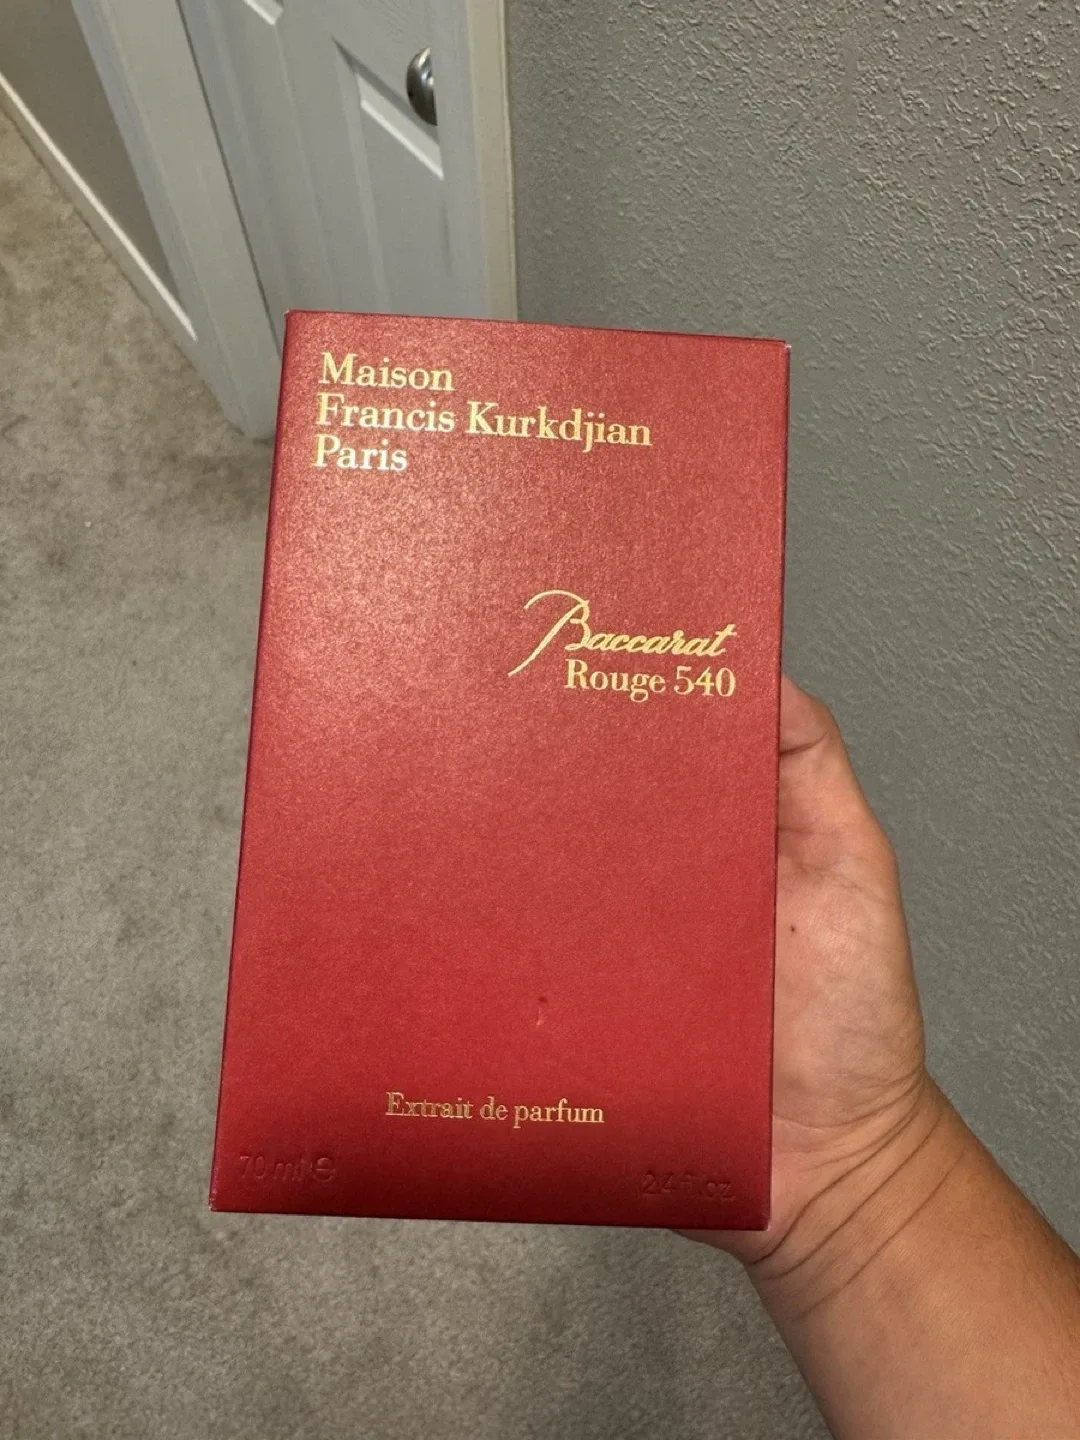 Maison
Francis Kurkdjian
Paris
Baccarat
Rouge 540
Extrait de parfum
70 ml ℮
2.4 fl.oz